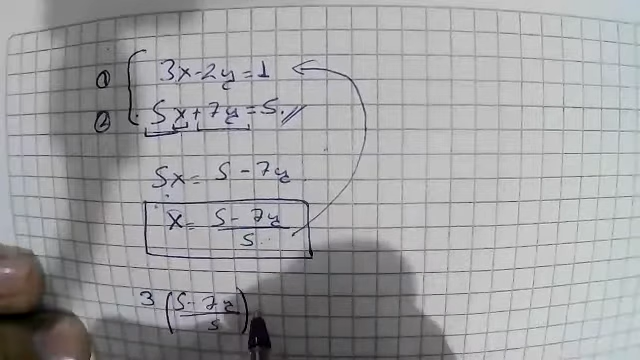 ① 3x-2y=1
② 5x+7y=5.
5x= 5-7y
x= (5-7y)/5
3 ((5-7y)/5)